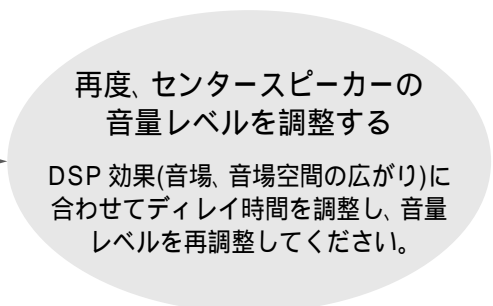 再度、センタースピーカーの
音量レベルを調整する
DSP 効果(音場、音場空間の広がり)に
合わせてディレイ時間を調整し、音量
レベルを再調整してください。